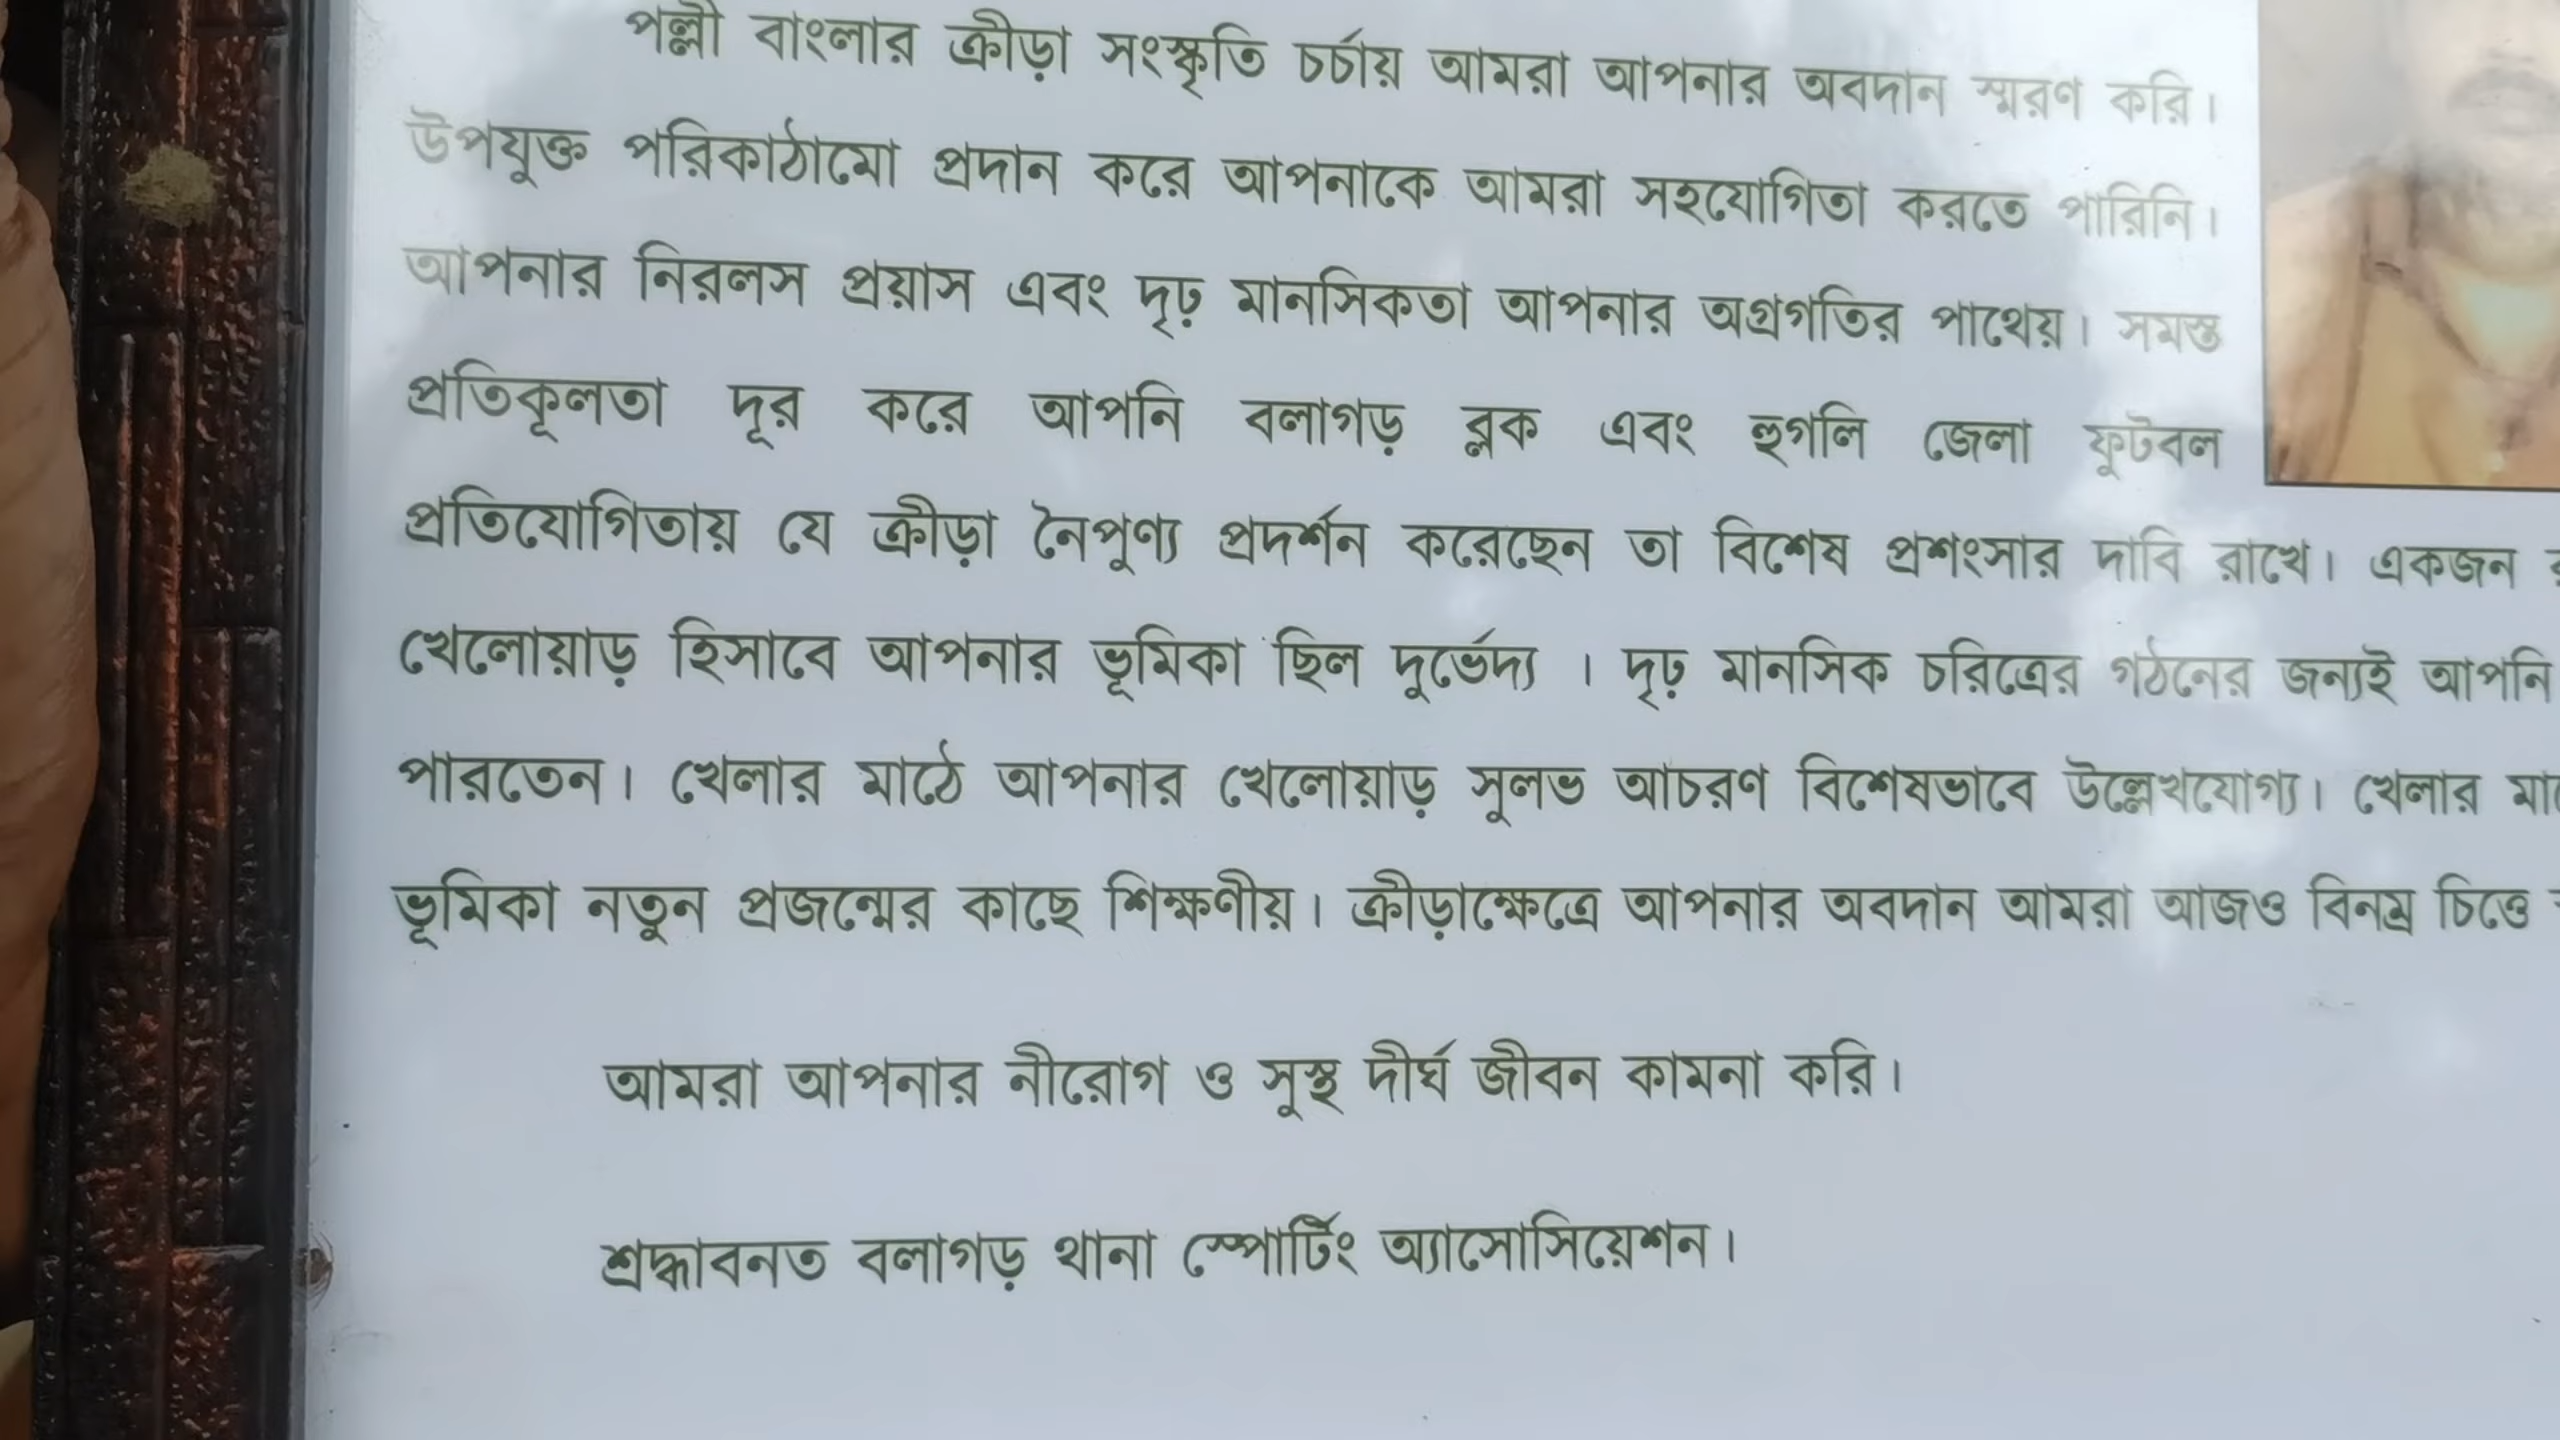 পল্লী বাংলার ক্রীড়া সংস্কৃতি চর্চায় আমরা আপনার অবদান স্মরণ করি।
উপযুক্ত পরিকাঠামো প্রদান করে আপনাকে আমরা সহযোগিতা করতে পারিনি।
আপনার নিরলস প্রয়াস এবং দৃঢ় মানসিকতা আপনার অগ্রগতির পাথেয়। সমস্ত
প্রতিকূলতা দূর করে আপনি বলাগড় ব্লক এবং হুগলি জেলা ফুটবল
প্রতিযোগিতায় যে ক্রীড়া নৈপুণ্য প্রদর্শন করেছেন তা বিশেষ প্রশংসার দাবি রাখে। একজন
খেলোয়াড় হিসাবে আপনার ভূমিকা ছিল দুর্ভেদ্য । দৃঢ় মানসিক চরিত্রের গঠনের জন্যই আপনি
পারতেন। খেলার মাঠে আপনার খেলোয়াড় সুলভ আচরণ বিশেষভাবে উল্লেখযোগ্য। খেলার
ভূমিকা নতুন প্রজন্মের কাছে শিক্ষণীয়। ক্রীড়াক্ষেত্রে আপনার অবদান আমরা আজও বিনম্র চিত্তে
আমরা আপনার নীরোগ ও সুস্থ দীর্ঘ জীবন কামনা করি।
শ্রদ্ধাবনত বলাগড় থানা স্পোর্টিং অ্যাসোসিয়েশন।